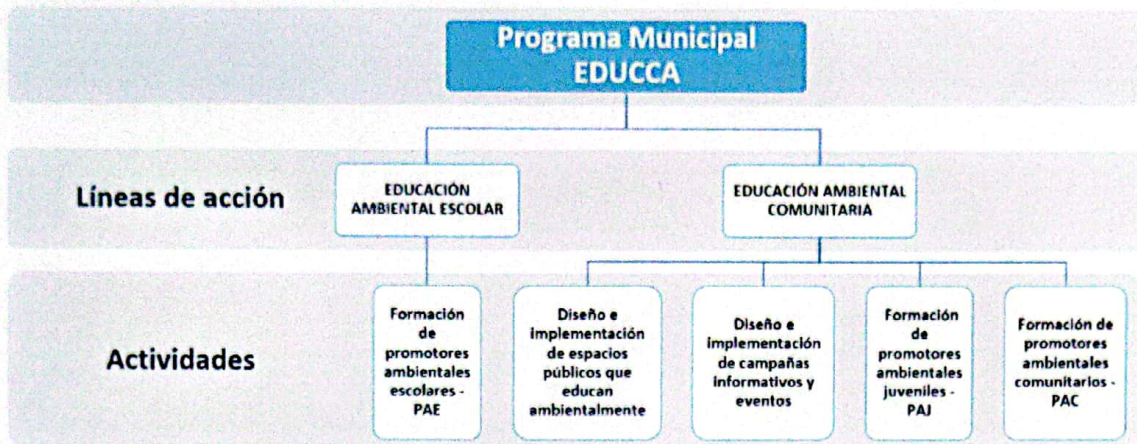 Programa Municipal
EDUCCA
Líneas de acción
EDUCACIÓN
AMBIENTAL ESCOLAR
EDUCACIÓN AMBIENTAL
COMUNITARIA
Actividades
Formación
de
promotores
ambientales
escolares -
PAE
Diseño e
implementación
de espacios
públicos que
educan
ambientalmente
Diseño e
implementación
de campañas
informativos y
eventos
Formación
de
promotores
ambientales
juveniles - PAJ
Formación de
promotores
ambientales
comunitarios -
PAC